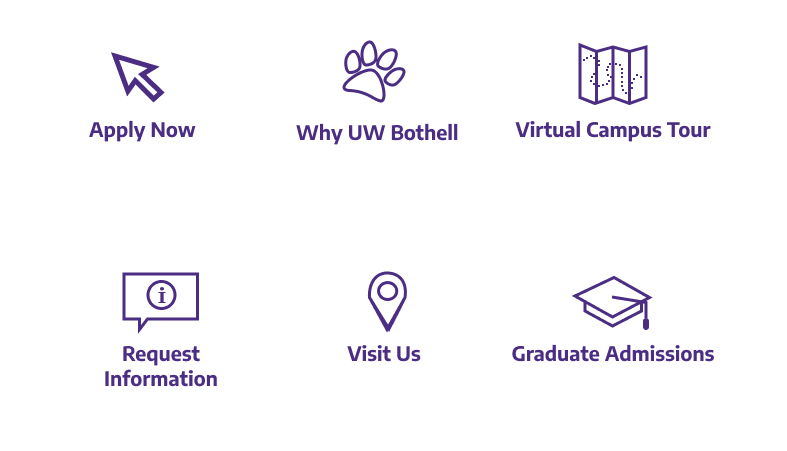 Apply Now
Why UW Bothell
Virtual Campus Tour
i
Request
Information
Visit Us
Graduate Admissions